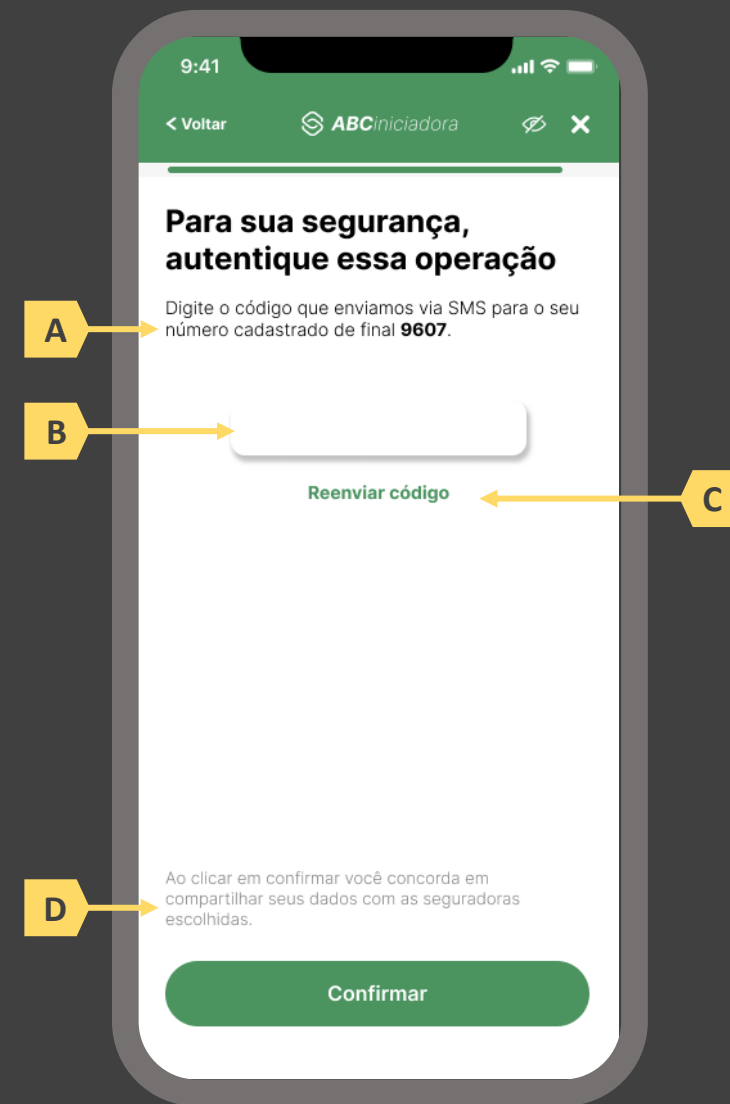 9:41
< Voltar ABCiniciadora
Para sua segurança,
autentique essa operação
Digite o código que enviamos via SMS para o seu
A
número cadastrado de final 9607.
B
Reenviar código
C
Ao clicar em confirmar você concorda em
D
compartilhar seus dados com as seguradoras
escolhidas.
Confirmar